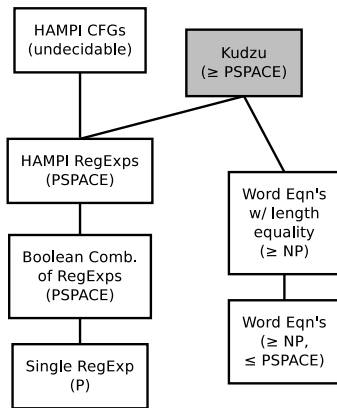 HAMPI CFGs
(undecidable)
Kudzu
(≥ PSPACE)
HAMPI RegExps
(PSPACE)
Word Eqn's
w/ length
equality
(≥ NP)
Boolean Comb.
of RegExps
(PSPACE)
Word Eqn's
(≥ NP,
≤ PSPACE)
Single RegExp
(P)